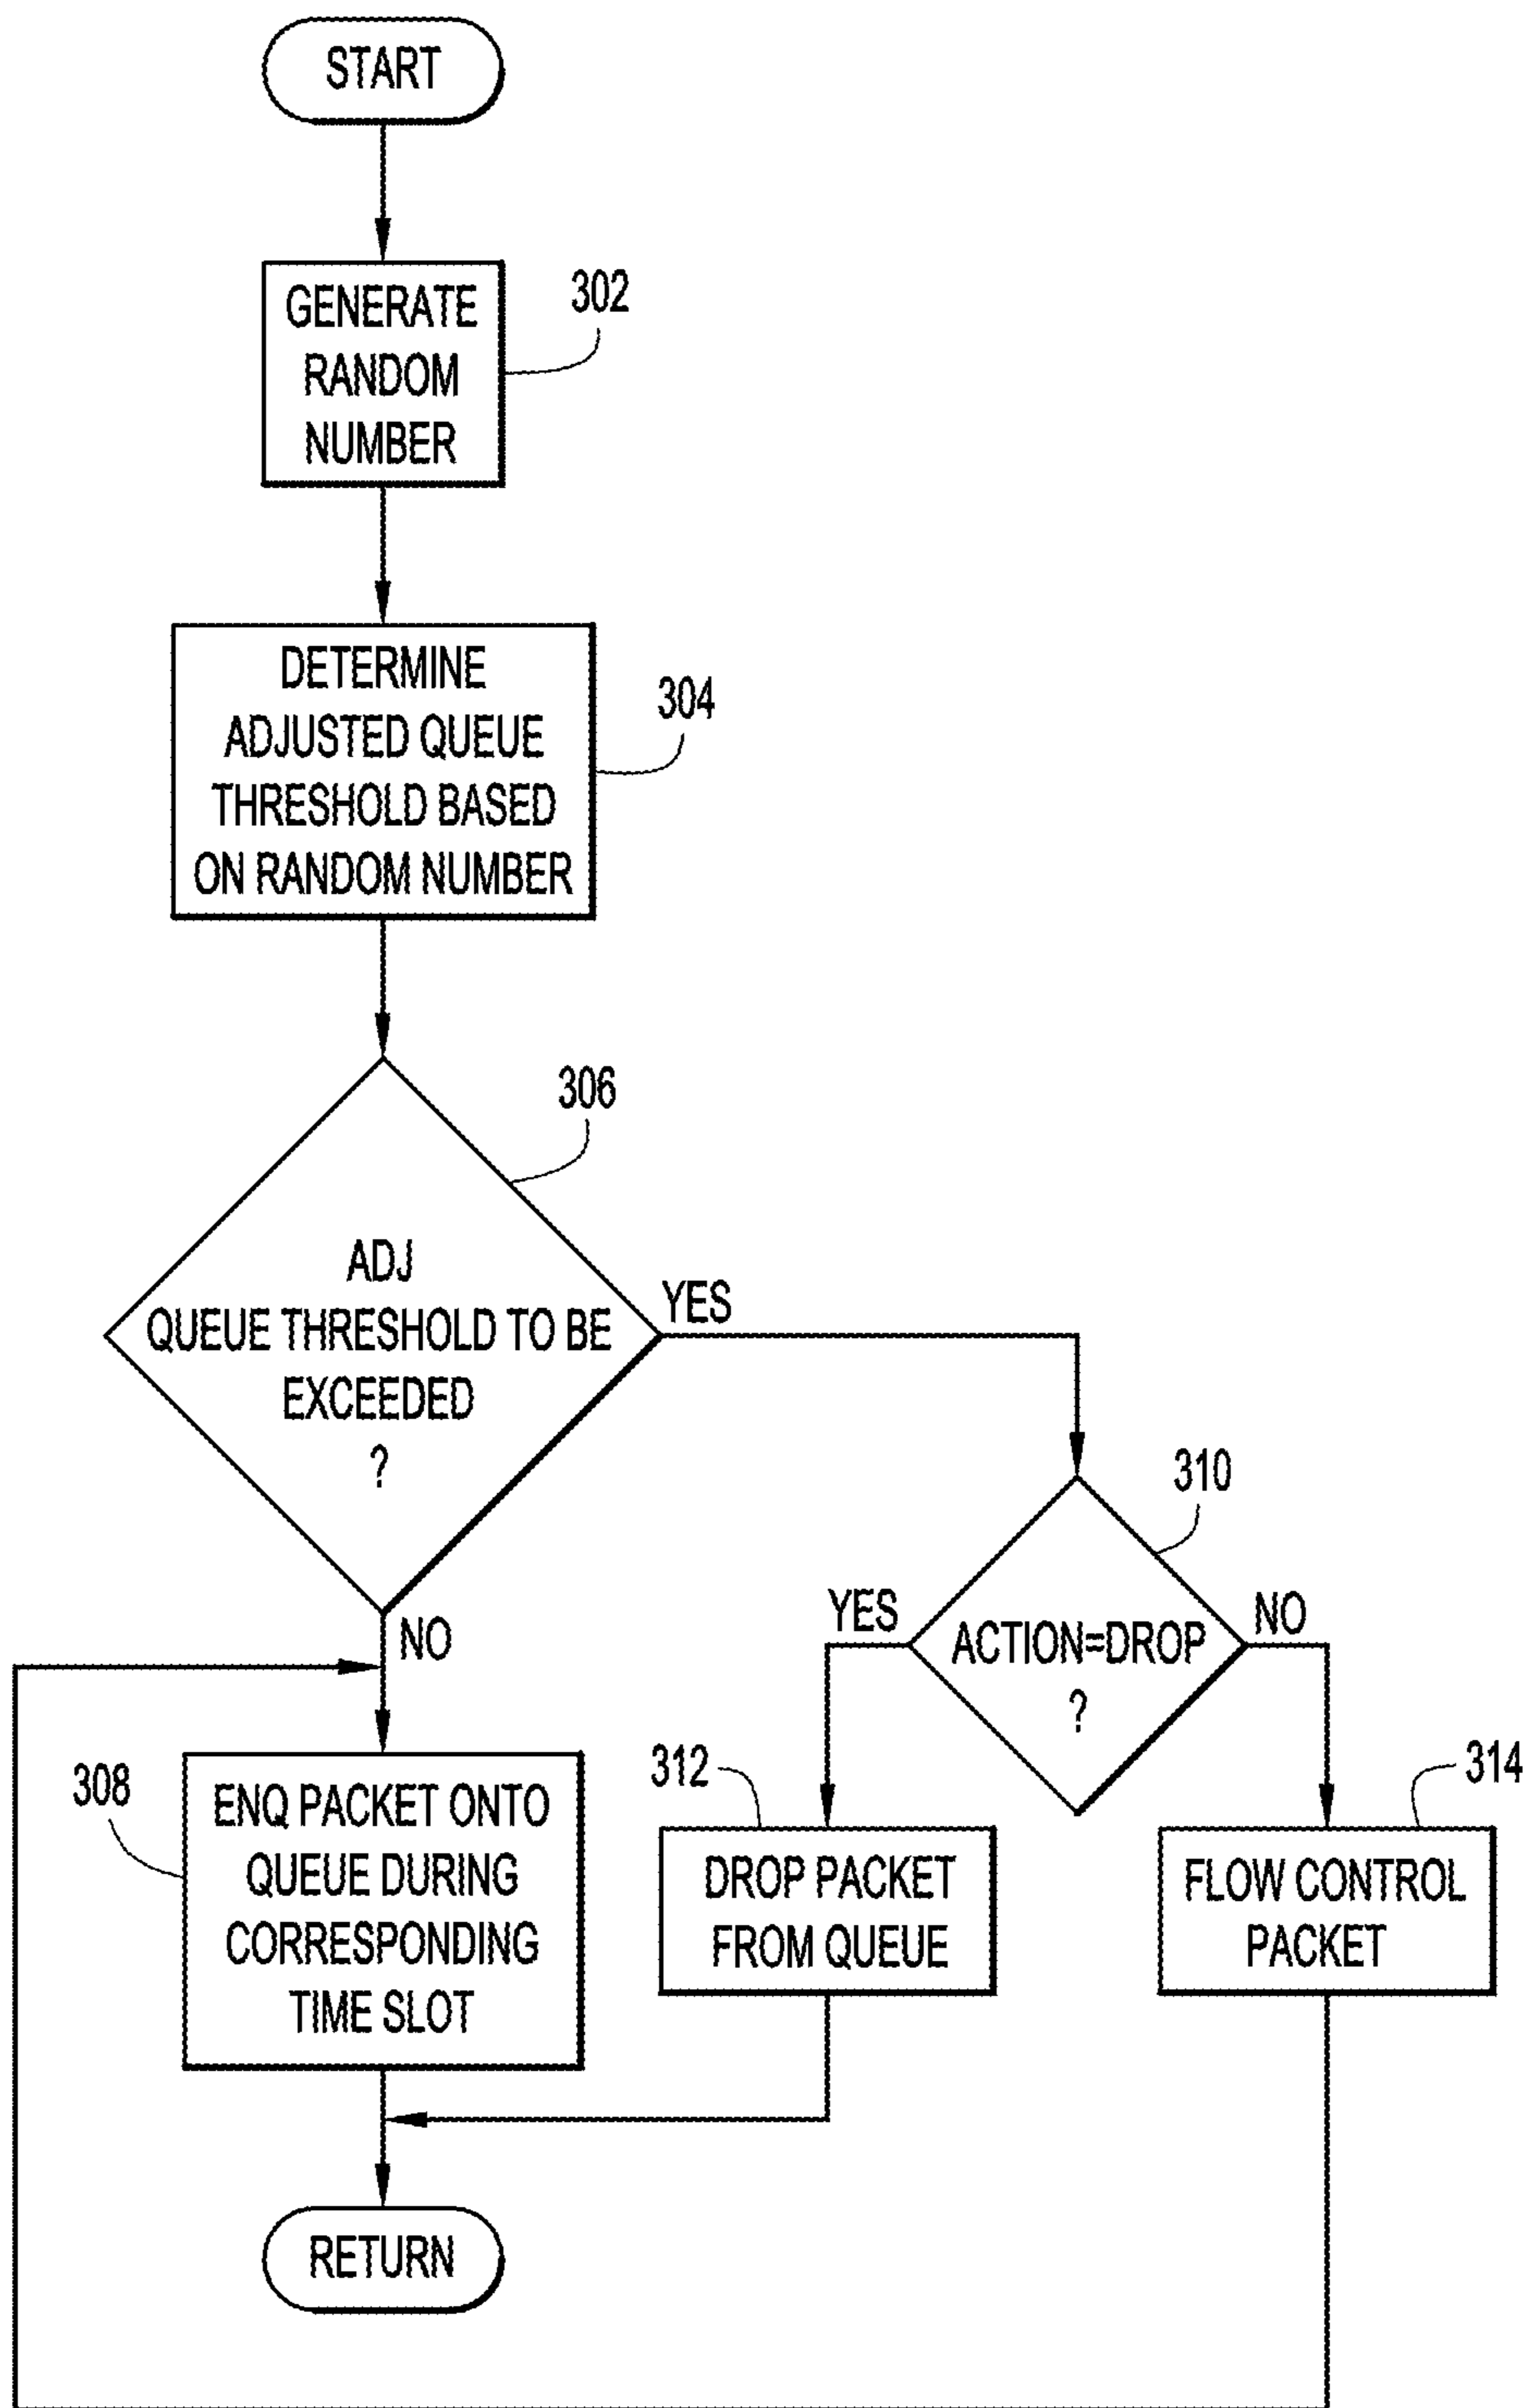 START
GENERATE
RANDOM
NUMBER
302
DETERMINE
ADJUSTED QUEUE
THRESHOLD BASED
ON RANDOM NUMBER
304
306
ADJ
QUEUE THRESHOLD TO BE
EXCEEDED
?
YES
NO
310
ACTION=DROP
?
YES
NO
308
ENQ PACKET ONTO
QUEUE DURING
CORRESPONDING
TIME SLOT
312
DROP PACKET
FROM QUEUE
314
FLOW CONTROL
PACKET
RETURN